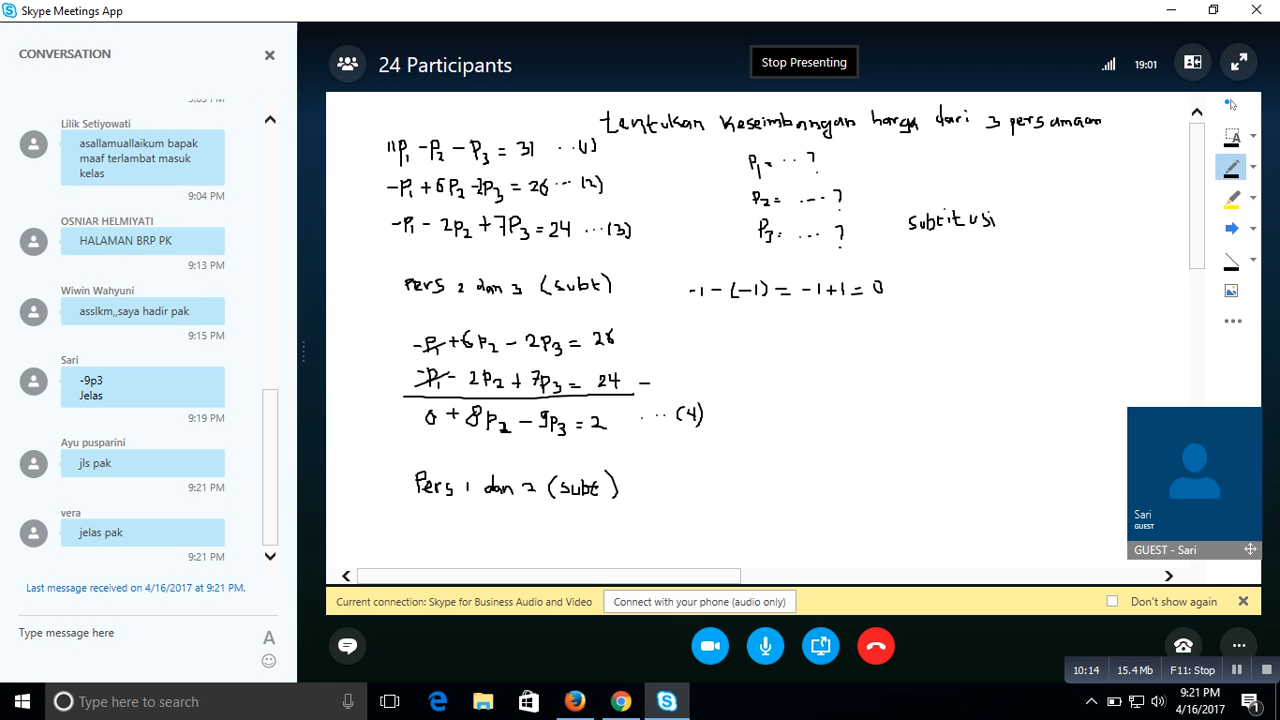 Skype Meetings App
CONVERSATION
9:03 PM
Lilik Setiyowati
asallamuallaikum bapak
maaf terlambat masuk
kelas
9:04 PM
OSNIAR HELMIYATI
HALAMAN BRP PK
9:13 PM
Wiwin Wahyuni
asslkm,,saya hadir pak
9:15 PM
Sari
-9p3
Jelas
9:19 PM
Ayu pusparini
jls pak
9:21 PM
vera
jelas pak
9:21 PM
Last message received on 4/16/2017 at 9:21 PM.
Type message here
A
24 Participants
Stop Presenting
19:01
tentukan keseimbangan harga dari 3 persamaan
11P1 - P2 - P3 = 31 ...(1)
-P1 + 6P2 - 2P3 = 26 ...(2)
-P1 - 2P2 + 7P3 = 24 ...(3)
P1 = ... ?
P2 = .... ?
P3 = .... ?
subtitusi
Pers 2 dan 3 (subt)
-1 - (-1) = -1 + 1 = 0
-P1 + 6P2 - 2P3 = 26
-P1 - 2P2 + 7P3 = 24 -
0 + 8P2 - 9P3 = 2 ...(4)
Pers 1 dan 2 (subt)
Sari
GUEST
GUEST - Sari
Current connection: Skype for Business Audio and Video
Connect with your phone (audio only)
Don't show again
10:14
15.4 Mb
F11: Stop
Type here to search
9:21 PM
4/16/2017
1